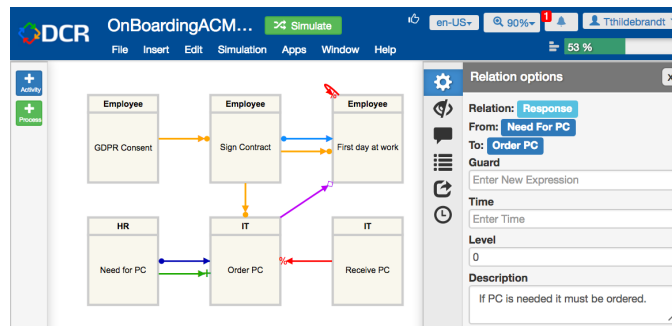 DCR
OnBoardingACM...
Simulate
en-US
90%
1
Tthildebrandt
File Insert Edit Simulation Apps Window Help
53 %
Activity
Process
Employee
GDPR Consent
Employee
Sign Contract
%
Employee
First day at work
HR
Need for PC
IT
Order PC
%
IT
Receive PC
Relation options
x
Relation: Response
From: Need For PC
To: Order PC
Guard
Enter New Expression
Time
Enter Time
Level
0
Description
If PC is needed it must be ordered.